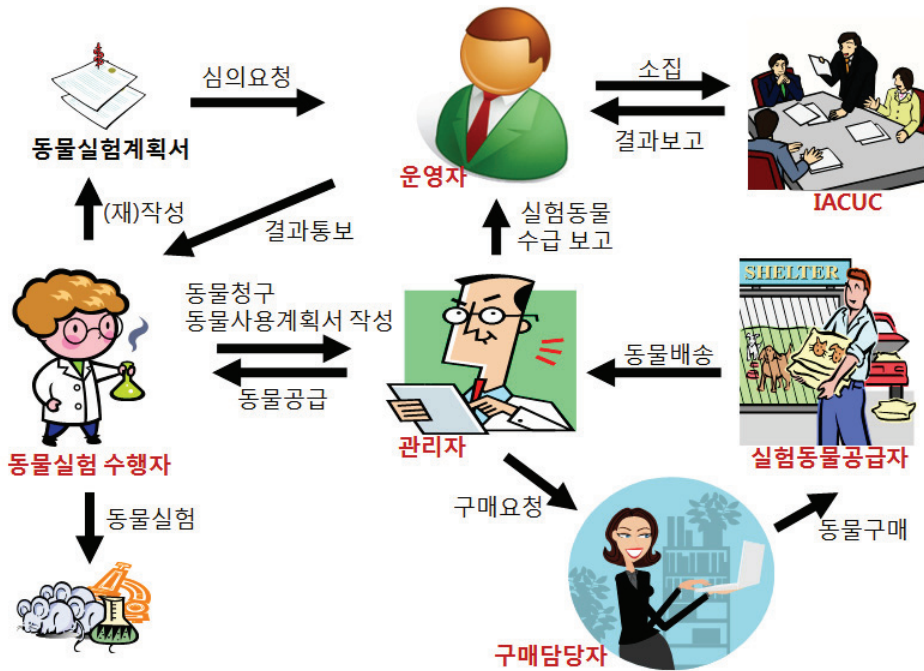 심의요청
소집
결과보고
동물실험계획서
운영자
IACUC
(재)작성
결과통보
실험동물
수급 보고
SHELTER
동물청구
동물사용계획서 작성
동물배송
동물공급
동물실험 수행자
관리자
실험동물공급자
구매요청
동물구매
동물실험
구매담당자